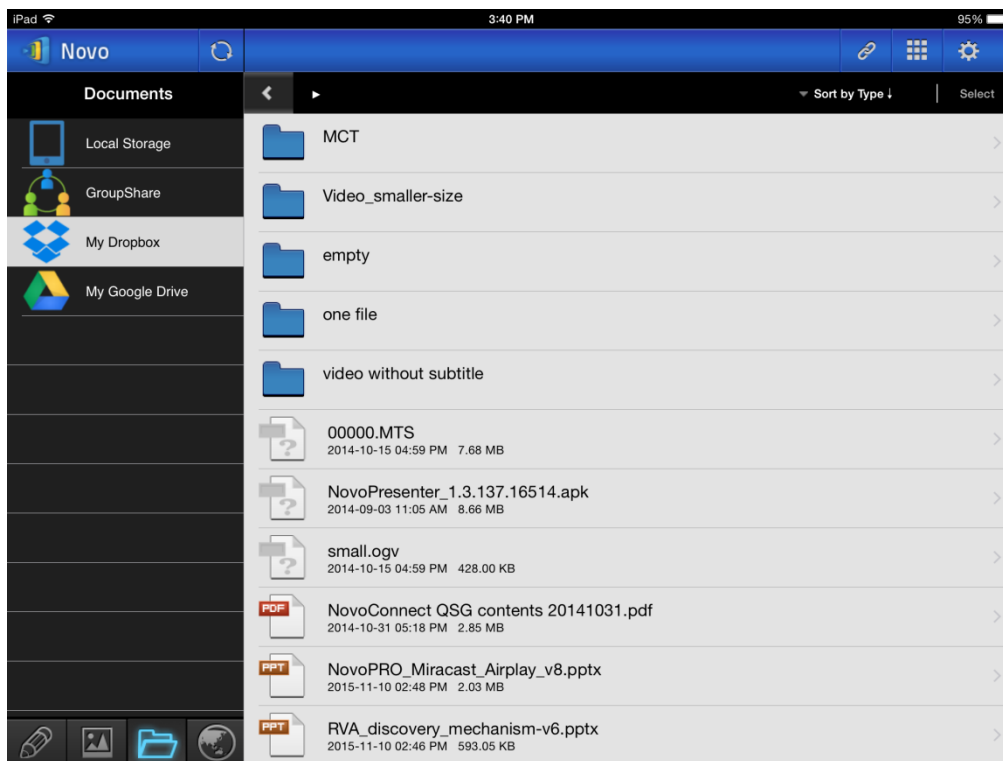 iPad 3:40 PM 95%
Novo
Documents
Sort by Type ↓ Select
Local Storage
GroupShare
My Dropbox
My Google Drive
MCT
Video_smaller-size
empty
one file
video without subtitle
00000.MTS
2014-10-15 04:59 PM 7.68 MB
NovoPresenter_1.3.137.16514.apk
2014-09-03 11:05 AM 8.66 MB
small.ogv
2014-10-15 04:59 PM 428.00 KB
PDF
NovoConnect QSG contents 20141031.pdf
2014-10-31 05:18 PM 2.85 MB
PPT
NovoPRO_Miracast_Airplay_v8.pptx
2015-11-10 02:48 PM 2.03 MB
PPT
RVA_discovery_mechanism-v6.pptx
2015-11-10 02:46 PM 593.05 KB